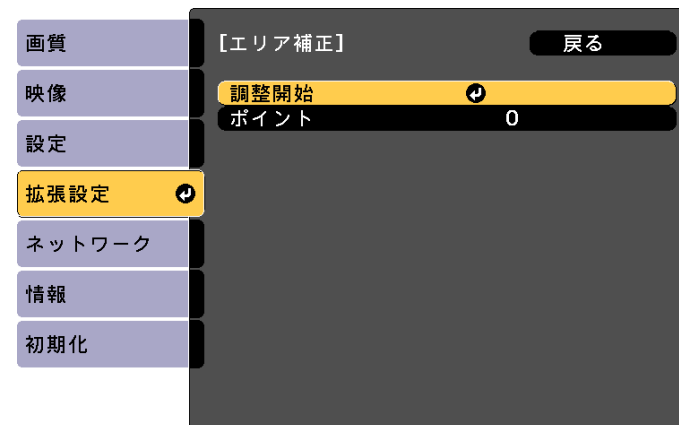 画質
映像
設定
拡張設定
ネットワーク
情報
初期化
[エリア補正]
戻る
調整開始
ポイント 0